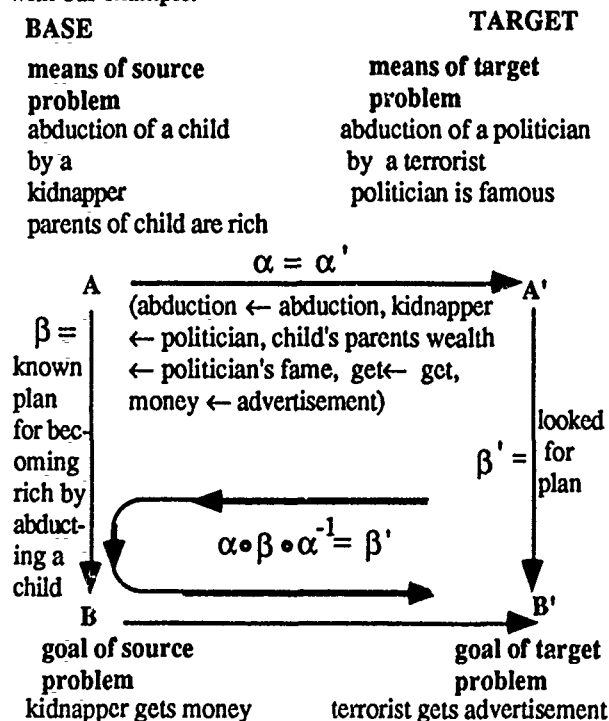 BASE
TARGET
means of source
problem
abduction of a child
by a
kidnapper
parents of child are rich
means of target
problem
abduction of a politician
by a terrorist
politician is famous
α = α'
A
A'
(abduction ← abduction, kidnapper
← politician, child's parents wealth
← politician's fame, get← get,
money ← advertisement)
β =
known
plan
for bec-
oming
rich by
abduct-
ing a
child
β' =
looked
for
plan
α∘β∘α⁻¹= β'
B
B'
goal of source
problem
kidnapper gets money
goal of target
problem
terrorist gets advertisement